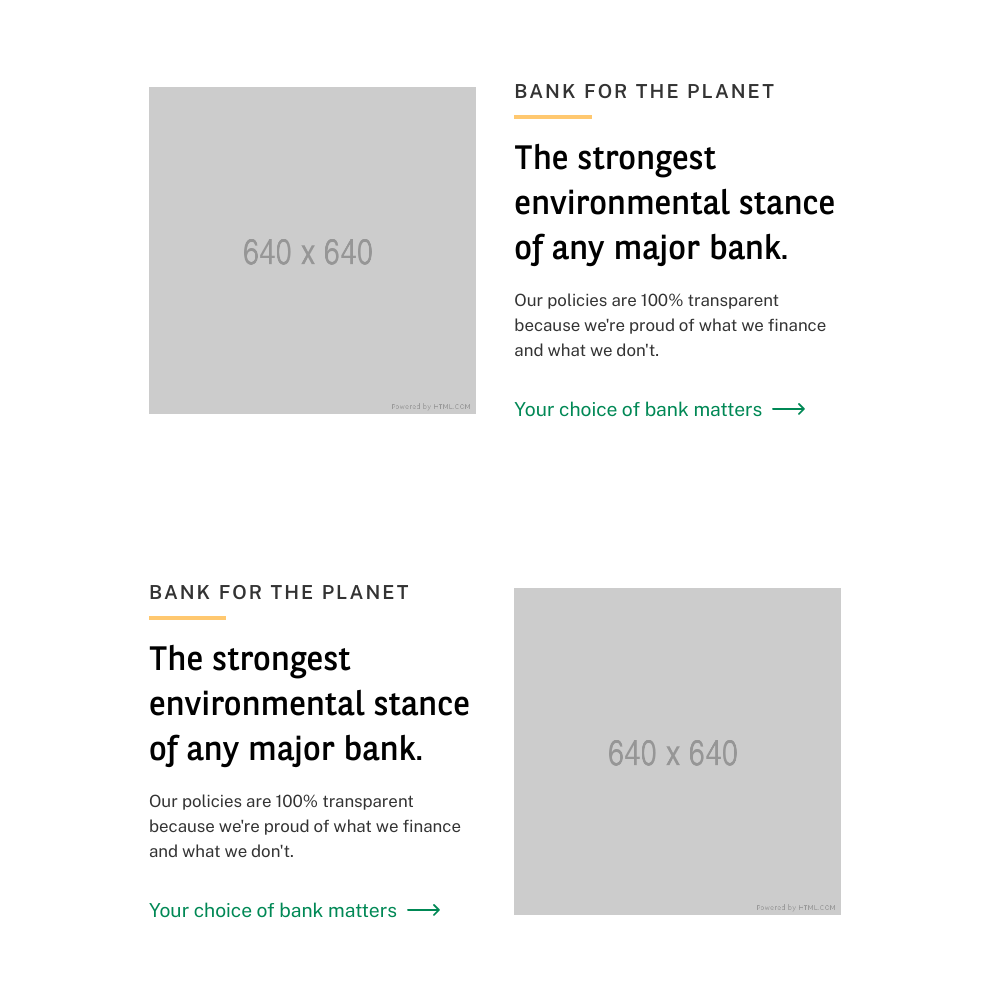 BANK FOR THE PLANET
The strongest
environmental stance
of any major bank.
640 x 640
Our policies are 100% transparent
because we're proud of what we finance
and what we don't.
Powered by HTML.COM
Your choice of bank matters
BANK FOR THE PLANET
The strongest
environmental stance
of any major bank.
640 x 640
Our policies are 100% transparent
because we're proud of what we finance
and what we don't.
Your choice of bank matters
Powered by HTML.COM